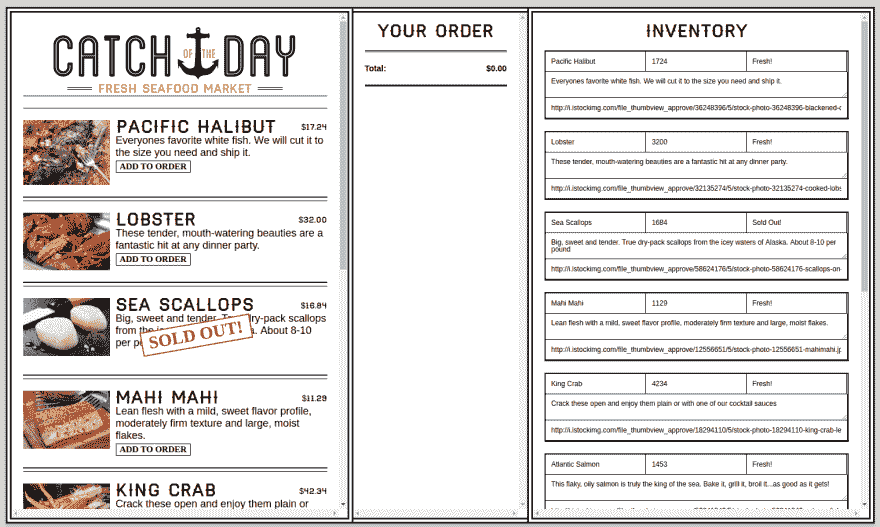 CATCH OF THE DAY
FRESH SEAFOOD MARKET
PACIFIC HALIBUT $17.24
Everyones favorite white fish. We will cut it to
the size you need and ship it.
ADD TO ORDER
LOBSTER $32.00
These tender, mouth-watering beauties are a
fantastic hit at any dinner party.
ADD TO ORDER
SEA SCALLOPS $16.84
Big, sweet and tender. True dry-pack scallops
from the a. About 8-10
per
SOLD OUT!
MAHI MAHI $11.29
Lean flesh with a mild, sweet flavor profile,
moderately firm texture and large, moist
flakes.
ADD TO ORDER
KING CRAB $42.34
Crack these open and enjoy them plain or
YOUR ORDER
Total: $0.00
INVENTORY
Pacific Halibut 1724 Fresh!
Everyones favorite white fish. We will cut it to the size you need and ship it.
http://i.istockimg.com/file_thumbview_approve/36248396/5/stock-photo-36248396-blackened-c
Lobster 3200 Fresh!
These tender, mouth-watering beauties are a fantastic hit at any dinner party.
http://i.istockimg.com/file_thumbview_approve/32135274/5/stock-photo-32135274-cooked-lobs
Sea Scallops 1684 Sold Out!
Big, sweet and tender. True dry-pack scallops from the icey waters of Alaska. About 8-10 per
pound
http://i.istockimg.com/file_thumbview_approve/58624176/5/stock-photo-58624176-scallops-on-
Mahi Mahi 1129 Fresh!
Lean flesh with a mild, sweet flavor profile, moderately firm texture and large, moist flakes.
http://i.istockimg.com/file_thumbview_approve/12556651/5/stock-photo-12556651-mahimahi.jp
King Crab 4234 Fresh!
Crack these open and enjoy them plain or with one of our cocktail sauces
http://i.istockimg.com/file_thumbview_approve/18294110/5/stock-photo-18294110-king-crab-le
Atlantic Salmon 1453 Fresh!
This flaky, oily salmon is truly the king of the sea. Bake it, grill it, broil it...as good as it gets!